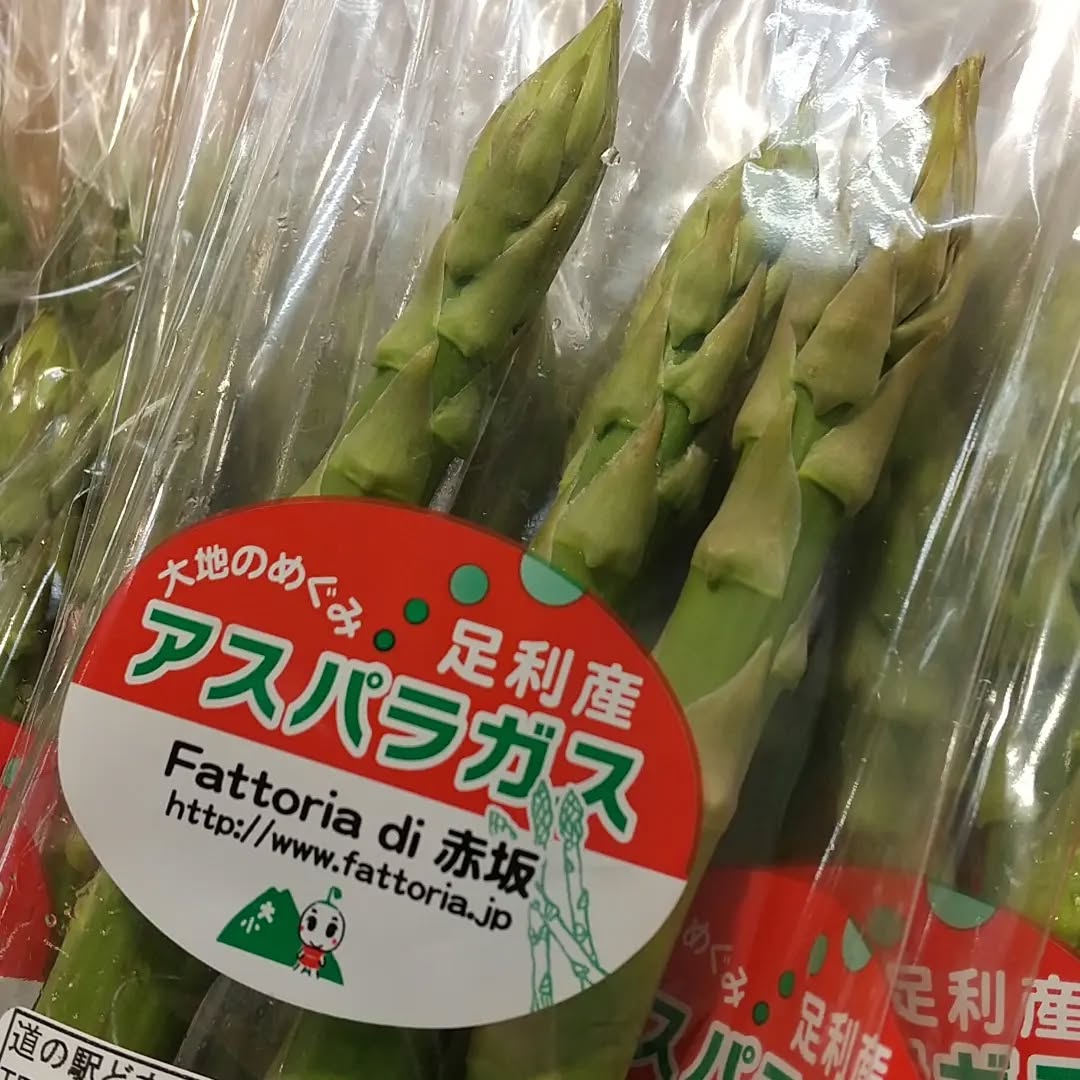 大地のめぐみ
足利産
アスパラガス
Fattoria di 赤坂
http://www.fattoria.jp
めぐみ
足利産
スパ
足利産
道の駅ど